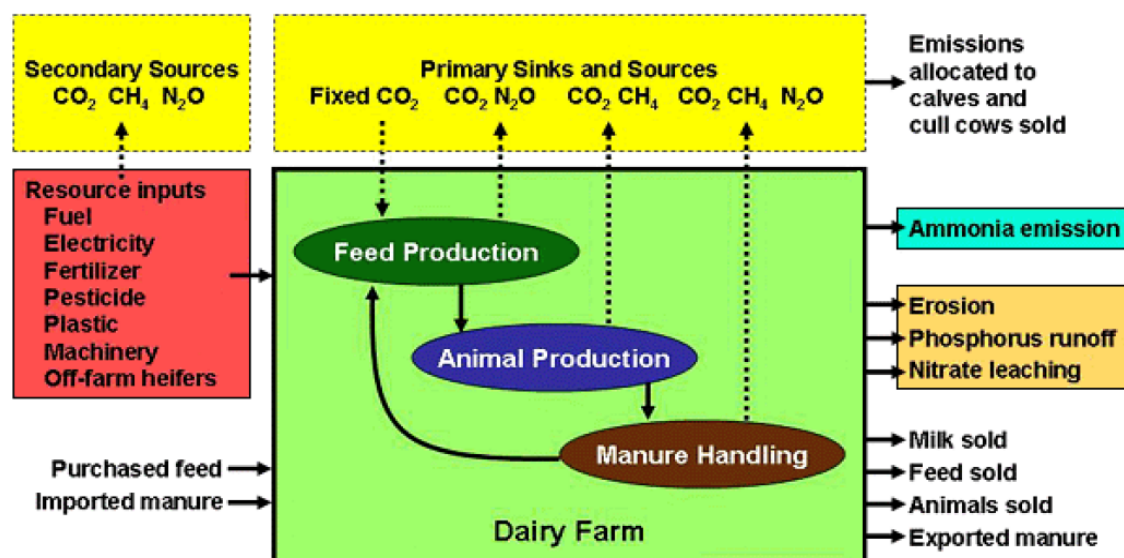 Secondary Sources
CO₂ CH₄ N₂O
Primary Sinks and Sources
Fixed CO₂ CO₂ N₂O CO₂ CH₄ CO₂ CH₄ N₂O
Emissions
allocated to
calves and
cull cows sold
Resource inputs
Fuel
Electricity
Fertilizer
Pesticide
Plastic
Machinery
Off-farm heifers
Purchased feed
Imported manure
Feed Production
Animal Production
Manure Handling
Dairy Farm
Ammonia emission
Erosion
Phosphorus runoff
Nitrate leaching
Milk sold
Feed sold
Animals sold
Exported manure